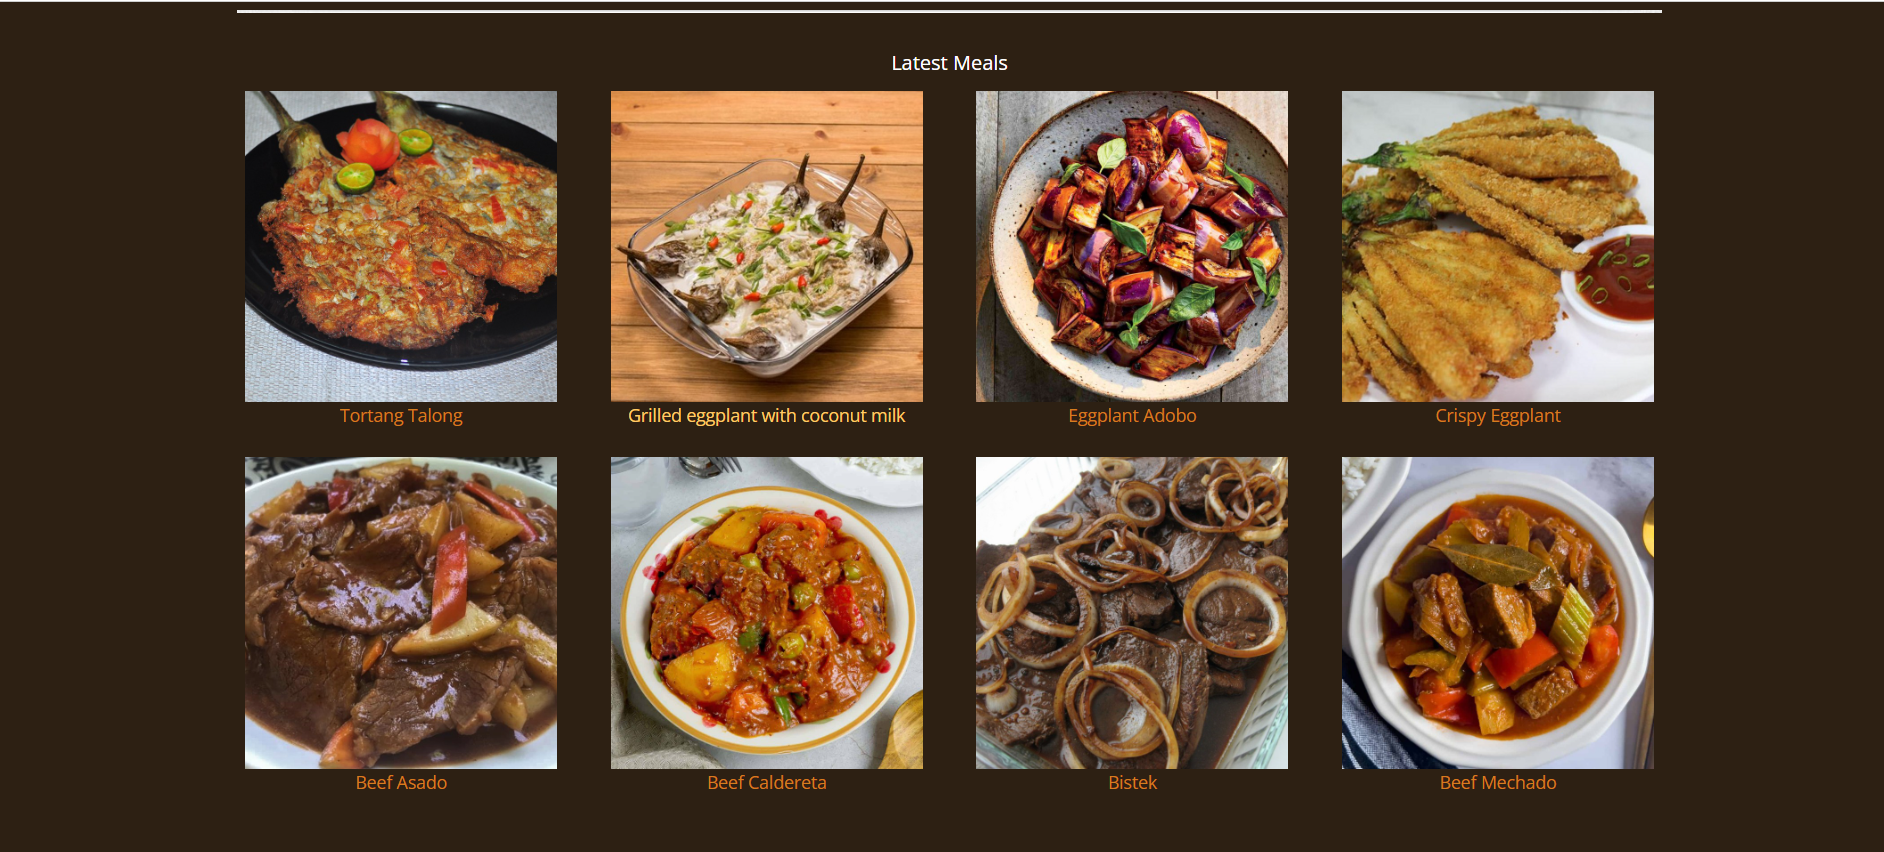 Latest Meals
Tortang Talong
Grilled eggplant with coconut milk
Eggplant Adobo
Crispy Eggplant
Beef Asado
Beef Caldereta
Bistek
Beef Mechado